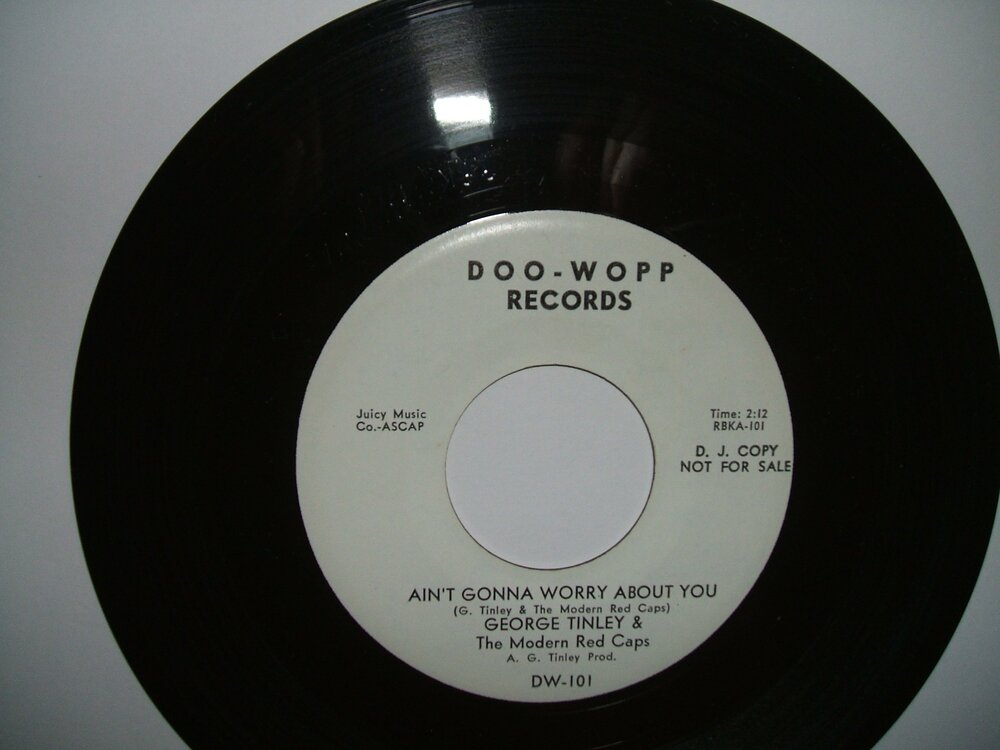 DOO-WOPP
RECORDS
Juicy Music
Co.-ASCAP
Time: 2:12
RBKA-101
D. J. COPY
NOT FOR SALE
AIN'T GONNA WORRY ABOUT YOU
(G. Tinley & The Modern Red Caps)
GEORGE TINLEY &
The Modern Red Caps
A. G. Tinley Prod.
DW-101